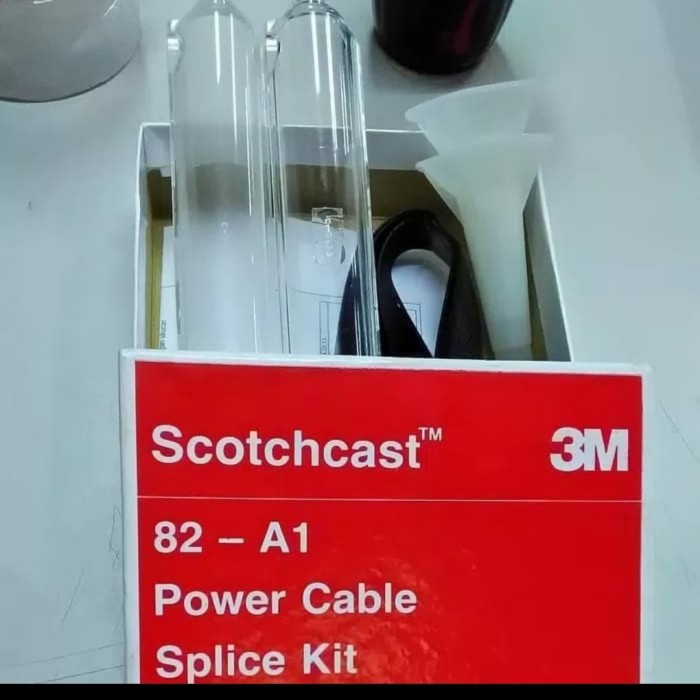 Scotchcast™
3M
82 – A1
Power Cable
Splice Kit